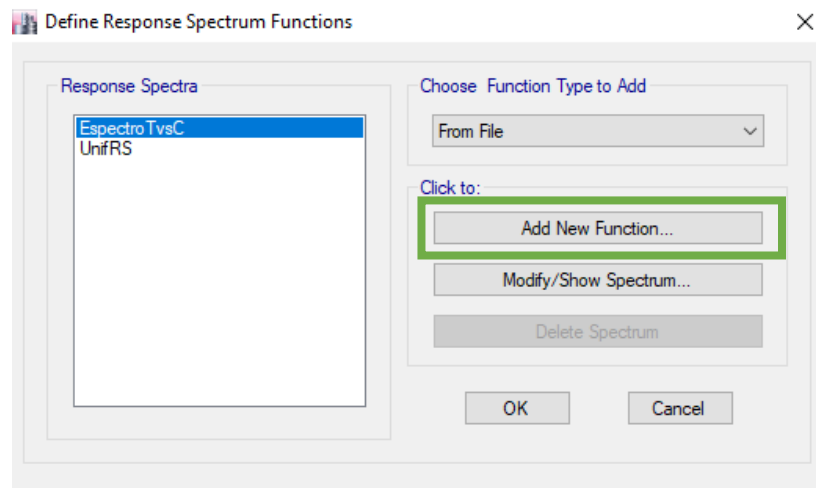 Define Response Spectrum Functions
Response Spectra
EspectroTvsC
UnifRS
Choose Function Type to Add
From File
Click to:
Add New Function...
Modify/Show Spectrum...
Delete Spectrum
OK
Cancel